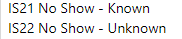 IS21 No Show - Known
IS22 No Show - Unknown